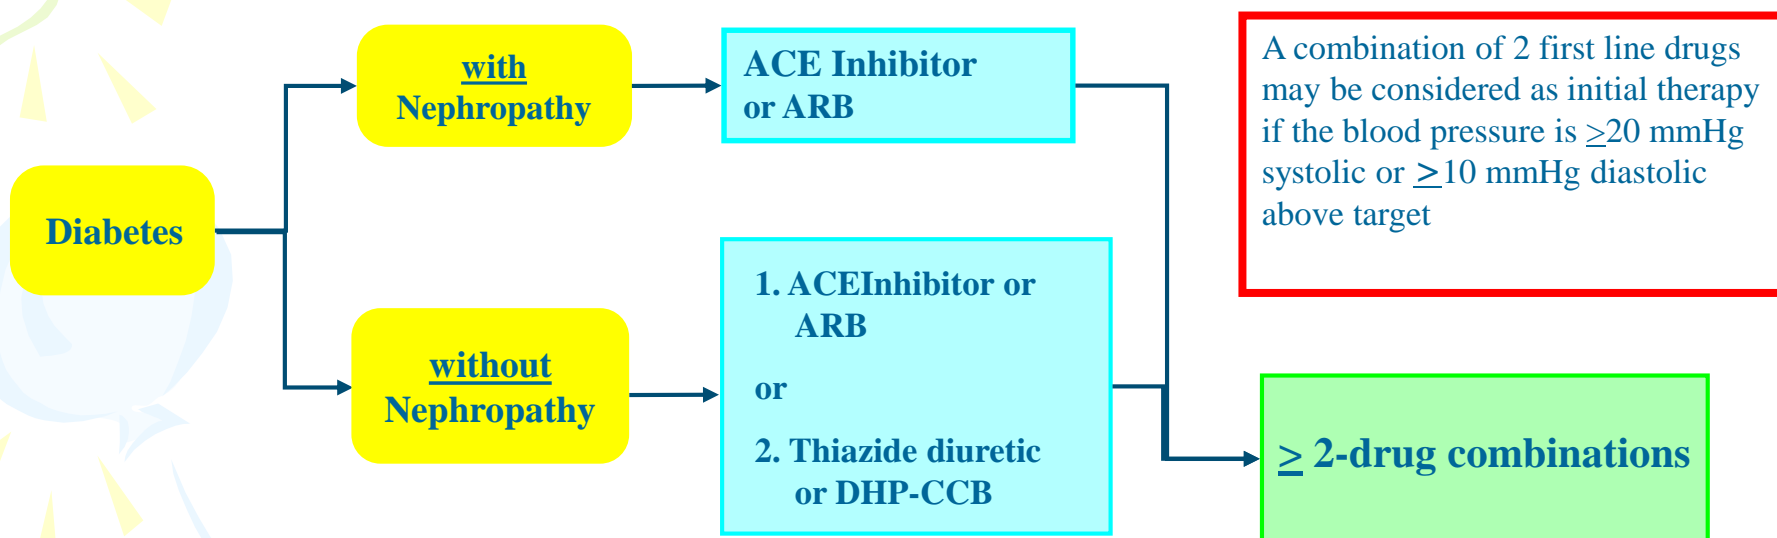 Diabetes
with
Nephropathy
ACE Inhibitor
or ARB
without
Nephropathy
1. ACEInhibitor or
ARB
or
2. Thiazide diuretic
or DHP-CCB
A combination of 2 first line drugs
may be considered as initial therapy
if the blood pressure is ≥20 mmHg
systolic or ≥10 mmHg diastolic
above target
≥ 2-drug combinations